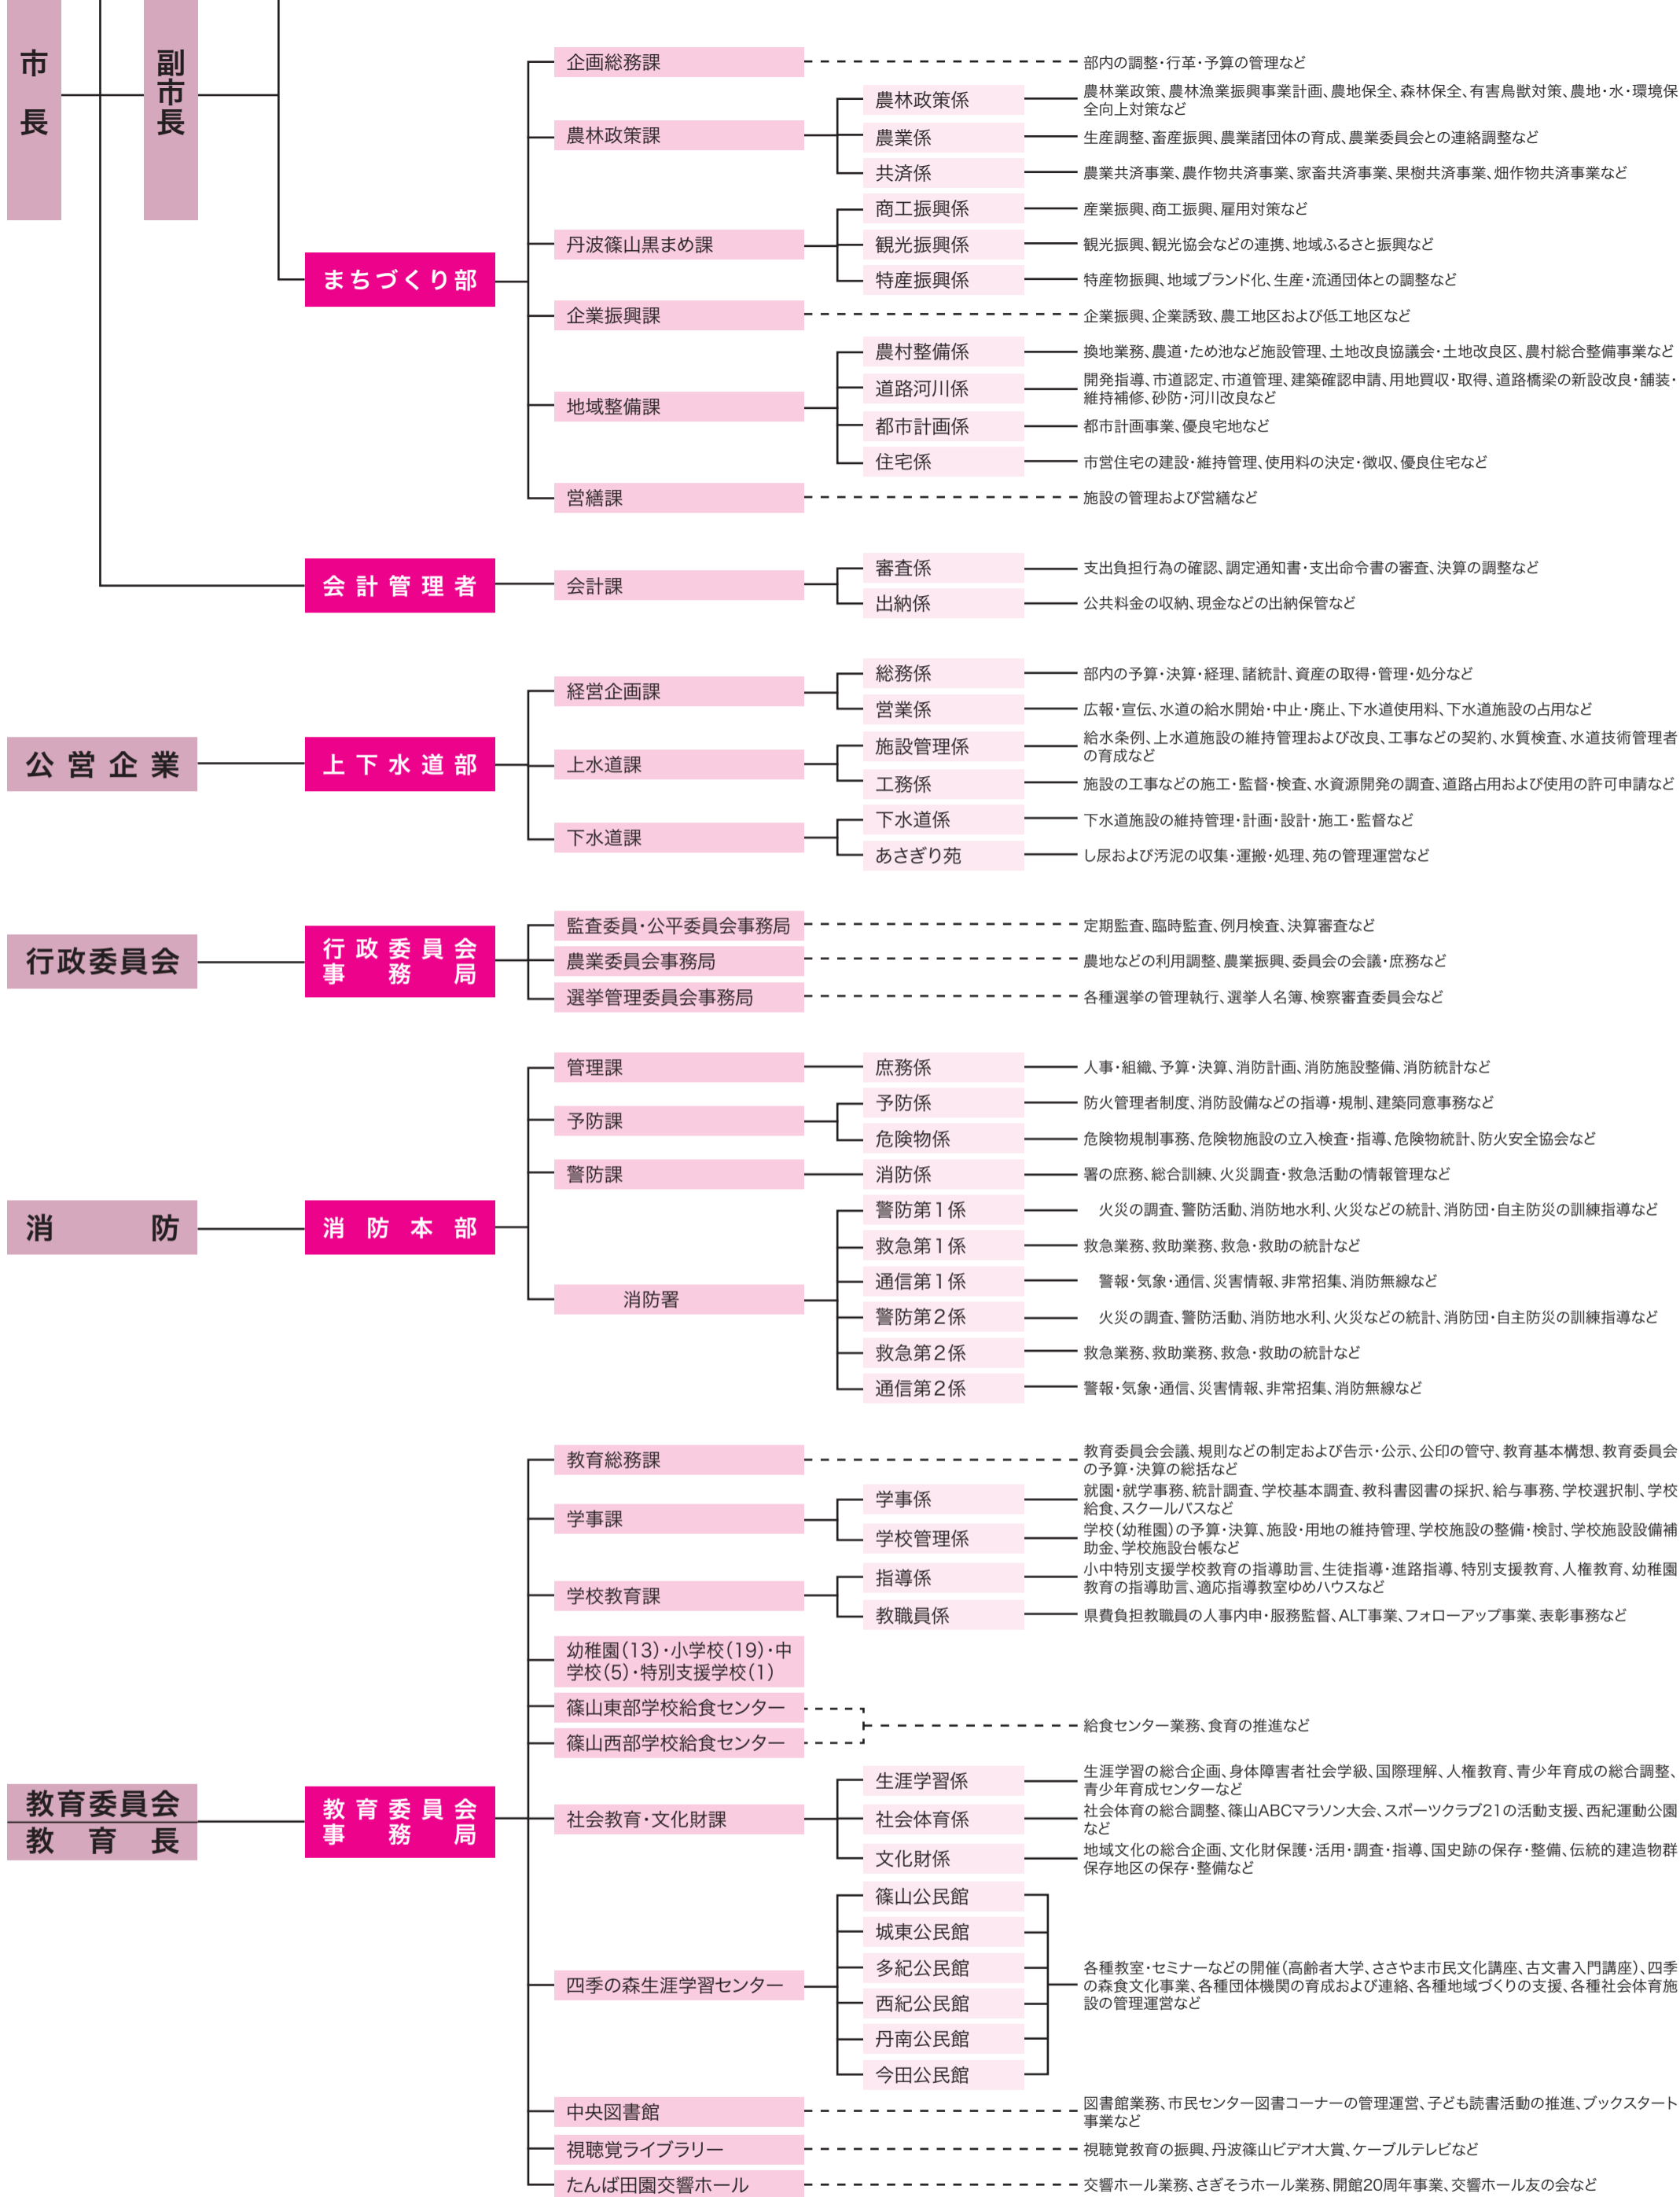 市長
副市長
まちづくり部
企画総務課
部内の調整・行革・予算の管理など
農林政策課
農林政策係
農林業政策、農林漁業振興事業計画、農地保全、森林保全、有害鳥獣対策、農地・水・環境保
全向上対策など
農業係
生産調整、畜産振興、農業諸団体の育成、農業委員会との連絡調整など
共済係
農業共済事業、農作物共済事業、家畜共済事業、果樹共済事業、畑作物共済事業など
丹波篠山黒まめ課
商工振興係
産業振興、商工振興、雇用対策など
観光振興係
観光振興、観光協会などの連携、地域ふるさと振興など
特産振興係
特産物振興、地域ブランド化、生産・流通団体との調整など
企業振興課
企業振興、企業誘致、農工地区および低工地区など
地域整備課
農村整備係
換地業務、農道・ため池など施設管理、土地改良協議会・土地改良区、農村総合整備事業など
道路河川係
開発指導、市道認定、市道管理、建築確認申請、用地買収・取得、道路橋梁の新設改良・舗装・
維持補修、砂防・河川改良など
都市計画係
都市計画事業、優良宅地など
住宅係
市営住宅の建設・維持管理、使用料の決定・徴収、優良住宅など
営繕課
施設の管理および営繕など
会計管理者
会計課
審査係
支出負担行為の確認、調定通知書・支出命令書の審査、決算の調整など
出納係
公共料金の収納、現金などの出納保管など
公営企業
上下水道部
経営企画課
総務係
部内の予算・決算・経理、諸統計、資産の取得・管理・処分など
営業係
広報・宣伝、水道の給水開始・中止・廃止、下水道使用料、下水道施設の占用など
上水道課
施設管理係
給水条例、上水道施設の維持管理および改良、工事などの契約、水質検査、水道技術管理者
の育成など
工務係
施設の工事などの施工・監督・検査、水資源開発の調査、道路占用および使用の許可申請など
下水道課
下水道係
下水道施設の維持管理・計画・設計・施工・監督など
あさぎり苑
し尿および汚泥の収集・運搬・処理、苑の管理運営など
行政委員会
行政委員会
事務局
監査委員・公平委員会事務局
定期監査、臨時監査、例月検査、決算審査など
農業委員会事務局
農地などの利用調整、農業振興、委員会の会議・庶務など
選挙管理委員会事務局
各種選挙の管理執行、選挙人名簿、検察審査委員会など
消防
消防本部
管理課
庶務係
人事・組織、予算・決算、消防計画、消防施設整備、消防統計など
予防課
予防係
防火管理者制度、消防設備などの指導・規制、建築同意事務など
危険物係
危険物規制事務、危険物施設の立入検査・指導、危険物統計、防火安全協会など
警防課
消防係
署の庶務、総合訓練、火災調査・救急活動の情報管理など
消防署
警防第1係
火災の調査、警防活動、消防地水利、火災などの統計、消防団・自主防災の訓練指導など
救急第1係
救急業務、救助業務、救急・救助の統計など
通信第1係
警報・気象・通信、災害情報、非常招集、消防無線など
警防第2係
火災の調査、警防活動、消防地水利、火災などの統計、消防団・自主防災の訓練指導など
救急第2係
救急業務、救助業務、救急・救助の統計など
通信第2係
警報・気象・通信、災害情報、非常招集、消防無線など
教育委員会
教育長
教育委員会
事務局
教育総務課
教育委員会会議、規則などの制定および告示・公示、公印の管守、教育基本構想、教育委員会
の予算・決算の総括など
学事課
学事係
就園・就学事務、統計調査、学校基本調査、教科書図書の採択、給与事務、学校選択制、学校
給食、スクールバスなど
学校管理係
学校(幼稚園)の予算・決算、施設・用地の維持管理、学校施設の整備・検討、学校施設設備補
助金、学校施設台帳など
学校教育課
指導係
小中特別支援学校教育の指導助言、生徒指導・進路指導、特別支援教育、人権教育、幼稚園
教育の指導助言、適応指導教室ゆめハウスなど
教職員係
県費負担教職員の人事内申・服務監督、ALT事業、フォローアップ事業、表彰事務など
幼稚園(13)・小学校(19)・中
学校(5)・特別支援学校(1)
篠山東部学校給食センター
篠山西部学校給食センター
給食センター業務、食育の推進など
社会教育・文化財課
生涯学習係
生涯学習の総合企画、身体障害者社会学級、国際理解、人権教育、青少年育成の総合調整、
青少年育成センターなど
社会体育係
社会体育の総合調整、篠山ABCマラソン大会、スポーツクラブ21の活動支援、西紀運動公園
など
文化財係
地域文化の総合企画、文化財保護・活用・調査・指導、国史跡の保存・整備、伝統的建造物群
保存地区の保存・整備など
四季の森生涯学習センター
篠山公民館
城東公民館
多紀公民館
西紀公民館
丹南公民館
今田公民館
各種教室・セミナーなどの開催(高齢者大学、ささやま市民文化講座、古文書入門講座)、四季
の森食文化事業、各種団体機関の育成および連絡、各種地域づくりの支援、各種社会体育施
設の管理運営など
中央図書館
図書館業務、市民センター図書コーナーの管理運営、子ども読書活動の推進、ブックスタート
事業など
視聴覚ライブラリー
視聴覚教育の振興、丹波篠山ビデオ大賞、ケーブルテレビなど
たんば田園交響ホール
交響ホール業務、さぎそうホール業務、開館20周年事業、交響ホール友の会など